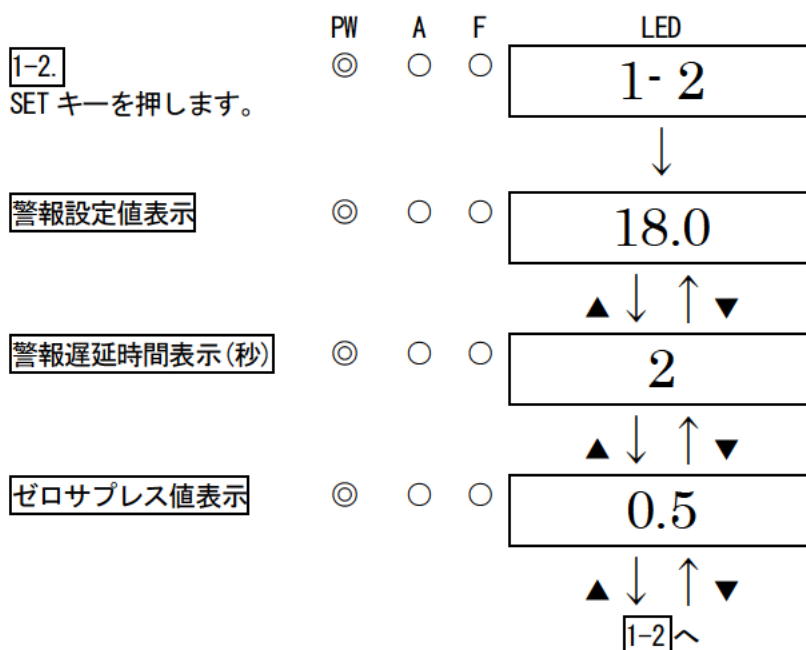 PW A F LED
1-2. ◎ ○ ○ 1- 2
SET キーを押します。
↓
警報設定値表示 ◎ ○ ○ 18.0
▲ ↓ ↑ ▼
警報遅延時間表示(秒) ◎ ○ ○ 2
▲ ↓ ↑ ▼
ゼロサプレス値表示 ◎ ○ ○ 0.5
▲ ↓ ↑ ▼
1-2へ